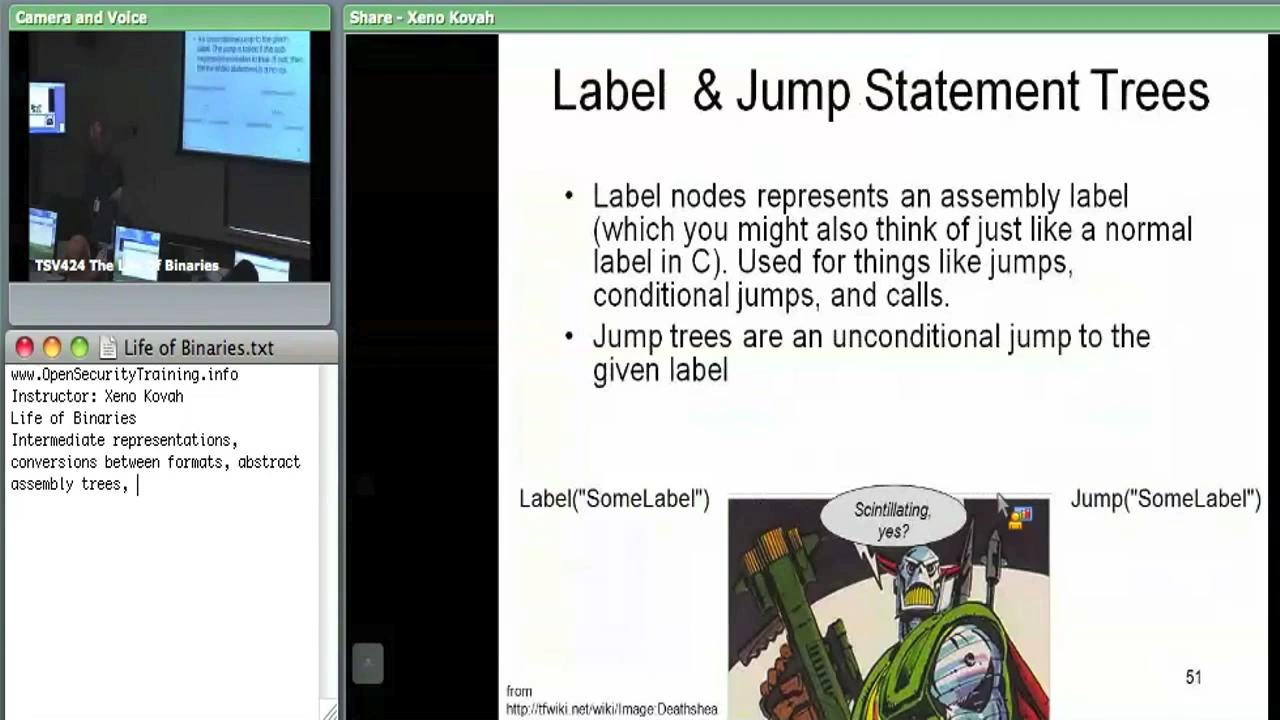 Camera and Voice
TSV424 The Life Of Binaries
Life of Binaries.txt
www.OpenSecurityTraining.info
Instructor: Xeno Kovah
Life of Binaries
Intermediate representations,
conversions between formats, abstract
assembly trees,
Share - Xeno Kovah
Label & Jump Statement Trees
• Label nodes represents an assembly label
(which you might also think of just like a normal
label in C). Used for things like jumps,
conditional jumps, and calls.
• Jump trees are an unconditional jump to the
given label
Label("SomeLabel")
Scintillating,
yes?
Jump("SomeLabel")
from
http://tfwiki.net/wiki/Image:Deathshea
51